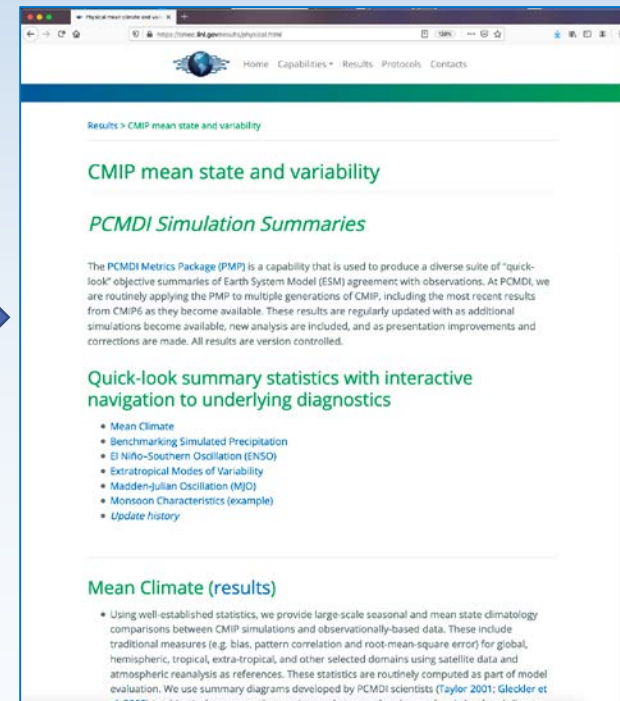 Physical mean climate and vari
https://cmec.llnl.gov/results/physical.html
120%
Home Capabilities Results Protocols Contacts
Results > CMIP mean state and variability
CMIP mean state and variability
PCMDI Simulation Summaries
The PCMDI Metrics Package (PMP) is a capability that is used to produce a diverse suite of "quick-
look" objective summaries of Earth System Model (ESM) agreement with observations. At PCMDI, we
are routinely applying the PMP to multiple generations of CMIP, including the most recent results
from CMIP6 as they become available. These results are regularly updated with as additional
simulations become available, new analysis are included, and as presentation improvements and
corrections are made. All results are version controlled.
Quick-look summary statistics with interactive
navigation to underlying diagnostics
Mean Climate
Benchmarking Simulated Precipitation
El Niño–Southern Oscillation (ENSO)
Extratropical Modes of Variability
Madden-Julian Oscillation (MJO)
Monsoon Characteristics (example)
Update history
Mean Climate (results)
Using well-established statistics, we provide large-scale seasonal and mean state climatology
comparisons between CMIP simulations and observationally-based data. These include
traditional measures (e.g. bias, pattern correlation and root-mean-square error) for global,
hemispheric, tropical, extra-tropical, and other selected domains using satellite data and
atmospheric reanalysis as references. These statistics are routinely computed as part of model
evaluation. We use summary diagrams developed by PCMDI scientists (Taylor 2001; Gleckler et